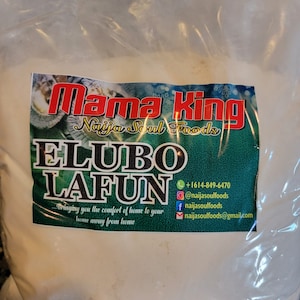 Mama King
Naija Soul Foods
ELUBO
LAFUN
Bringing you the comfort of home to your
home away from home
+1614-849-6470
@naijasoulfoods
naijasoulfoods
naijasoulfoods@gmail.com